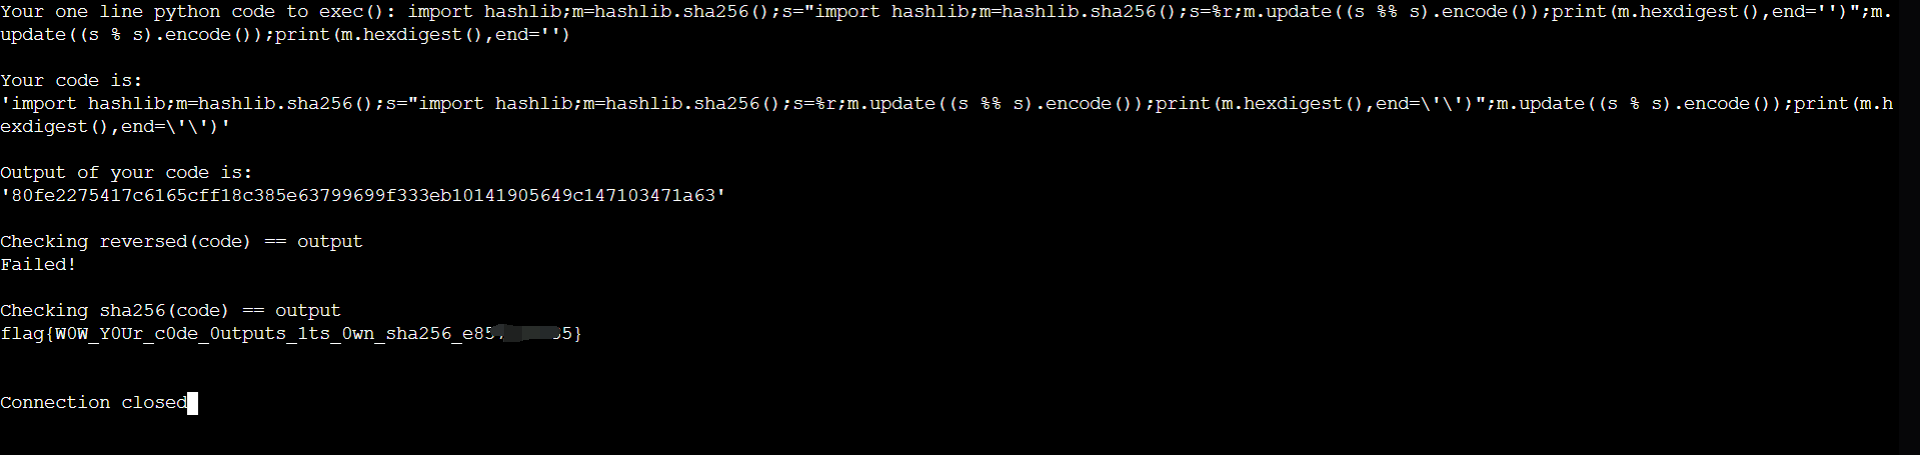 Your one line python code to exec(): import hashlib;m=hashlib.sha256();s="import hashlib;m=hashlib.sha256();s=%r;m.update((s %% s).encode());print(m.hexdigest(),end='')";m.
update((s % s).encode());print(m.hexdigest(),end='')
Your code is:
'import hashlib;m=hashlib.sha256();s="import hashlib;m=hashlib.sha256();s=%r;m.update((s %% s).encode());print(m.hexdigest(),end=\'\')";m.update((s % s).encode());print(m.h
exdigest(),end=\'\')'
Output of your code is:
'80fe2275417c6165cff18c385e63799699f333eb10141905649c147103471a63'
Checking reversed(code) == output
Failed!
Checking sha256(code) == output
flag{W0W_Y0Ur_c0de_0utputs_1ts_0wn_sha256_e85 5}
Connection closed